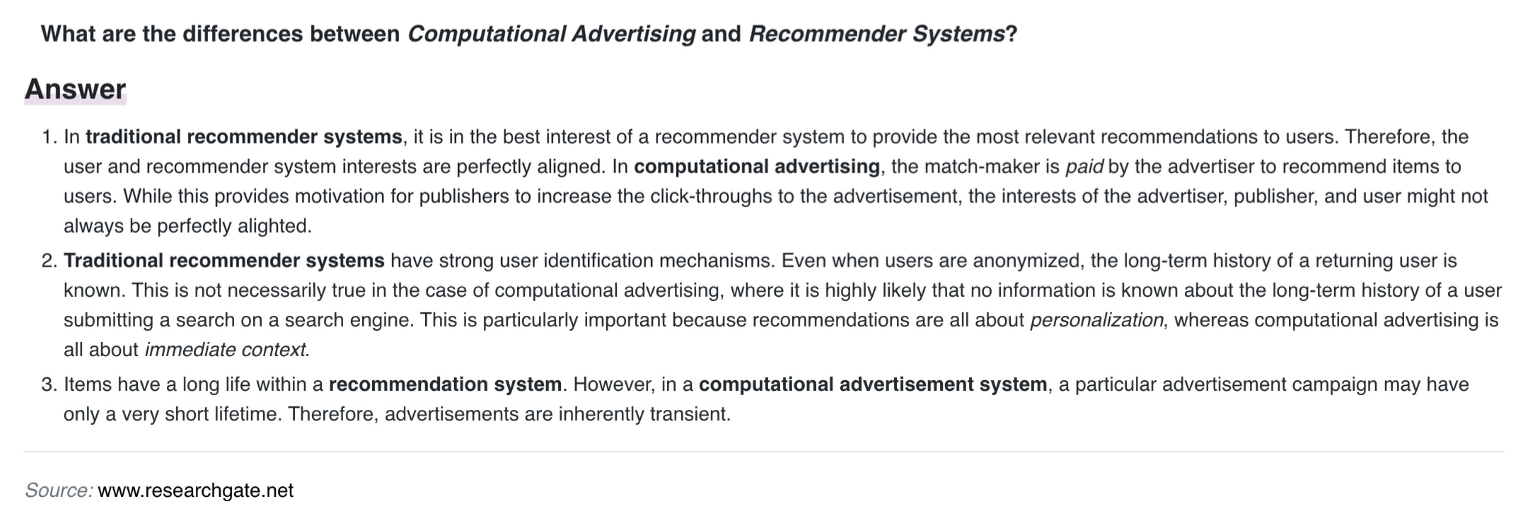 What are the differences between Computational Advertising and Recommender Systems?
Answer
1. In traditional recommender systems, it is in the best interest of a recommender system to provide the most relevant recommendations to users. Therefore, the
user and recommender system interests are perfectly aligned. In computational advertising, the match-maker is paid by the advertiser to recommend items to
users. While this provides motivation for publishers to increase the click-throughs to the advertisement, the interests of the advertiser, publisher, and user might not
always be perfectly alighted.
2. Traditional recommender systems have strong user identification mechanisms. Even when users are anonymized, the long-term history of a returning user is
known. This is not necessarily true in the case of computational advertising, where it is highly likely that no information is known about the long-term history of a user
submitting a search on a search engine. This is particularly important because recommendations are all about personalization, whereas computational advertising is
all about immediate context.
3. Items have a long life within a recommendation system. However, in a computational advertisement system, a particular advertisement campaign may have
only a very short lifetime. Therefore, advertisements are inherently transient.
Source: www.researchgate.net